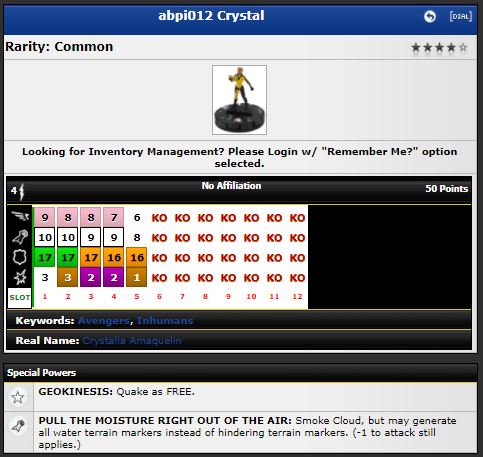 abpi012 Crystal
[DIAL]
Rarity: Common
Looking for Inventory Management? Please Login w/ "Remember Me?" option
selected.
4 No Affiliation 50 Points
9 8 8 7 6 KO KO KO KO KO KO KO
10 10 9 9 8 KO KO KO KO KO KO KO
17 17 17 16 16 KO KO KO KO KO KO KO
3 3 2 2 1 KO KO KO KO KO KO KO
SLOT 1 2 3 4 5 6 7 8 9 10 11 12
Keywords: Avengers, Inhumans
Real Name: Crystalia Amaquelin
Special Powers
GEOKINESIS: Quake as FREE.
PULL THE MOISTURE RIGHT OUT OF THE AIR: Smoke Cloud, but may generate
all water terrain markers instead of hindering terrain markers. (-1 to attack still
applies.)